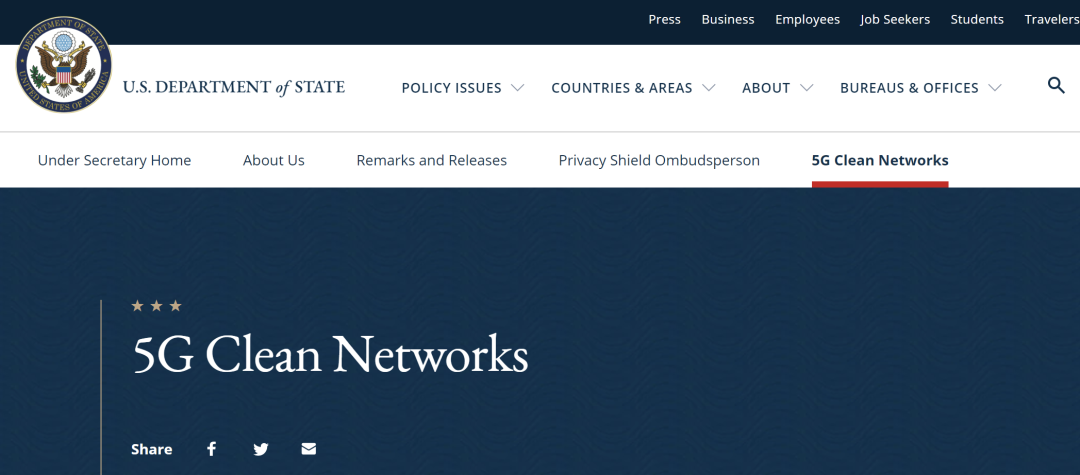 Press Business Employees Job Seekers Students Travelers
DEPARTMENT OF STATE
UNITED STATES OF AMERICA
U.S. DEPARTMENT of STATE
POLICY ISSUES COUNTRIES & AREAS ABOUT BUREAUS & OFFICES
Under Secretary Home About Us Remarks and Releases Privacy Shield Ombudsperson 5G Clean Networks
5G Clean Networks
Share